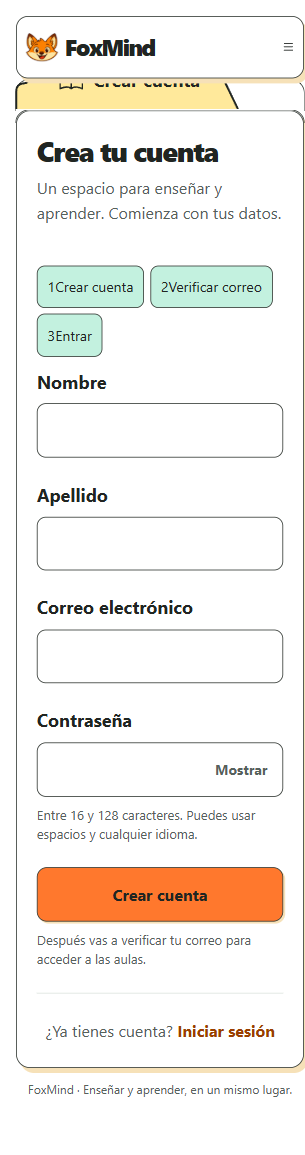 FoxMind
Crear cuenta
Crea tu cuenta
Un espacio para enseñar y
aprender. Comienza con tus datos.
1Crear cuenta
2Verificar correo
3Entrar
Nombre
Apellido
Correo electrónico
Contraseña
Mostrar
Entre 16 y 128 caracteres. Puedes usar
espacios y cualquier idioma.
Crear cuenta
Después vas a verificar tu correo para
acceder a las aulas.
¿Ya tienes cuenta? Iniciar sesión
FoxMind · Enseñar y aprender, en un mismo lugar.